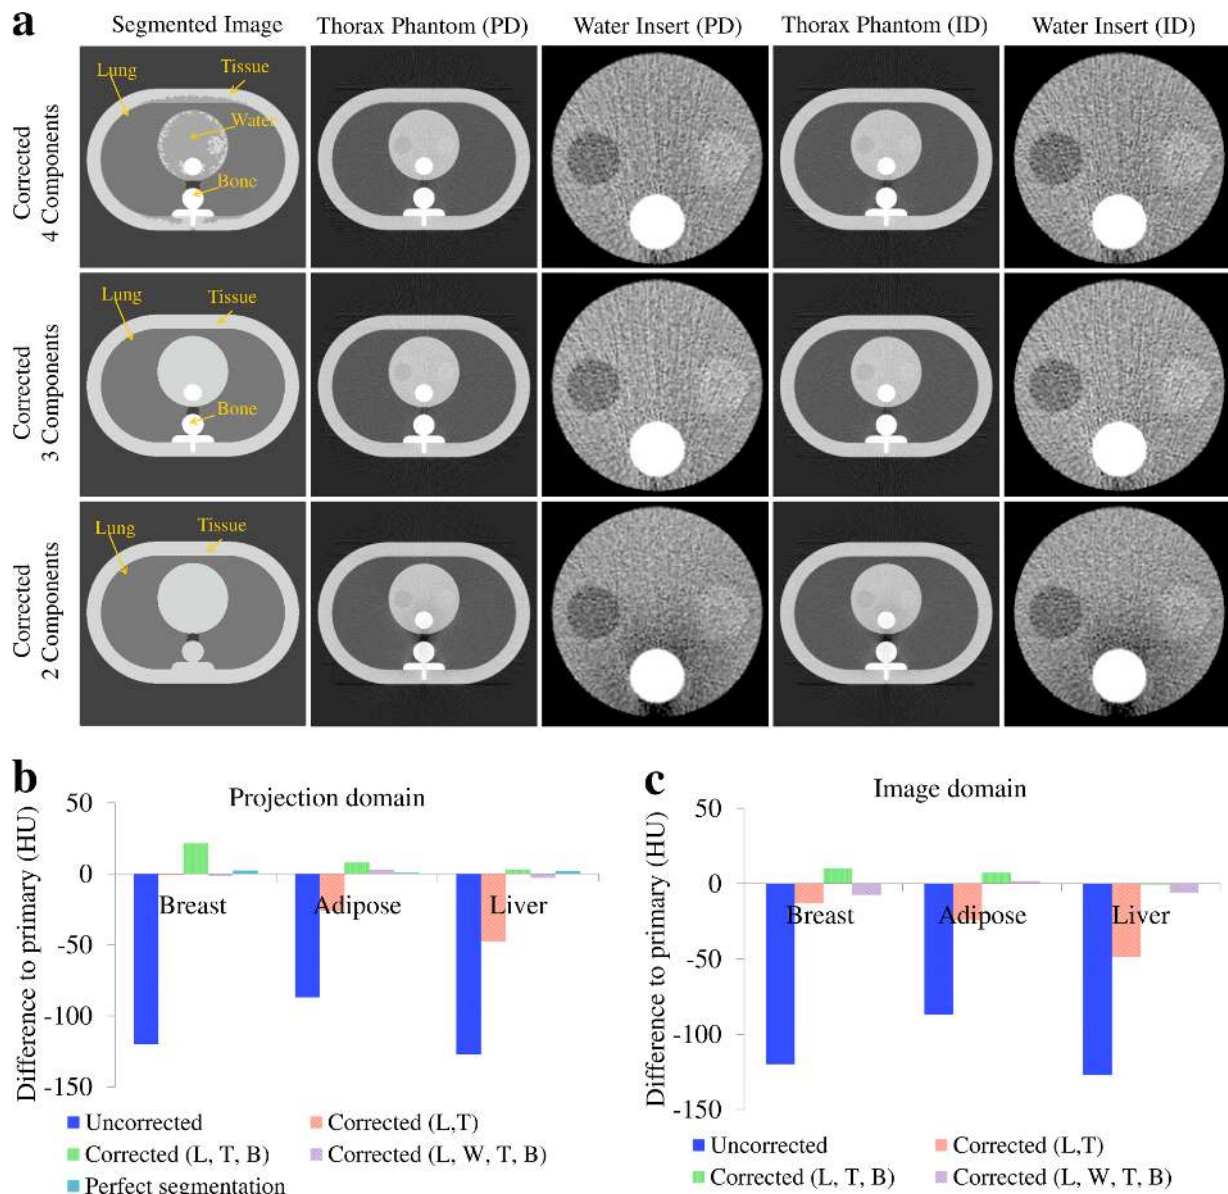 a
Segmented Image
Thorax Phantom (PD)
Water Insert (PD)
Thorax Phantom (ID)
Water Insert (ID)
Corrected
4 Components
Lung
Tissue
Water
Bone
Corrected
3 Components
Lung
Tissue
Bone
Corrected
2 Components
Lung
Tissue
b
Projection domain
Difference to primary (HU)
50
0
-50
-100
-150
Breast
Adipose
Liver
Uncorrected
Corrected (L,T)
Corrected (L, T, B)
Corrected (L, W, T, B)
Perfect segmentation
c
Image domain
Difference to primary (HU)
50
0
-50
-100
-150
Breast
Adipose
Liver
Uncorrected
Corrected (L,T)
Corrected (L, T, B)
Corrected (L, W, T, B)